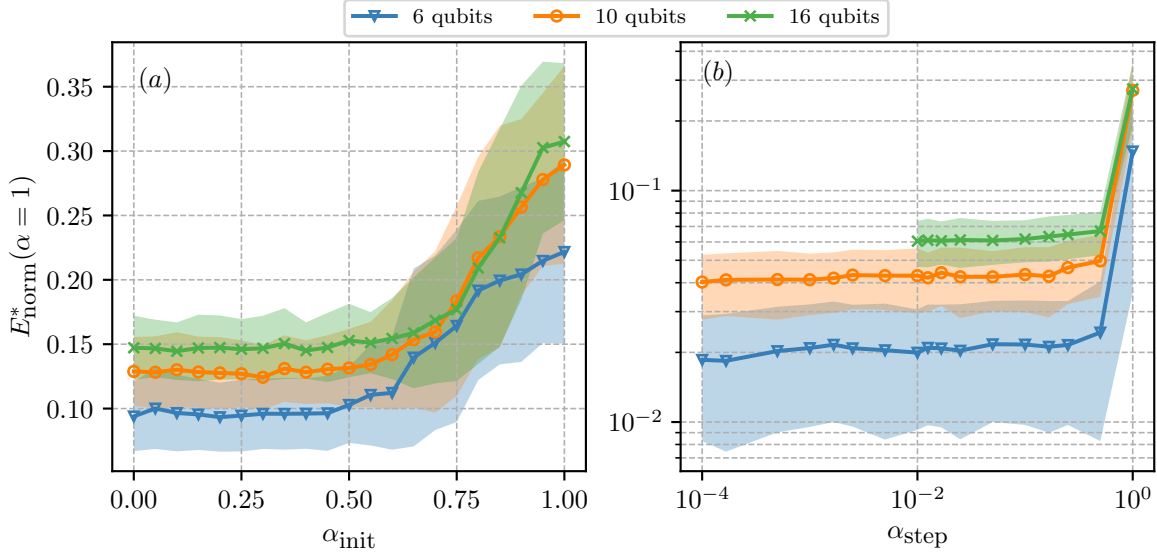 6 qubits 10 qubits 16 qubits
(a)
(b)
E*norm(α = 1)
0.35
0.30
0.25
0.20
0.15
0.10
10⁻¹
10⁻²
0.00 0.25 0.50 0.75 1.00
10⁻⁴ 10⁻² 10⁰
αinit
αstep